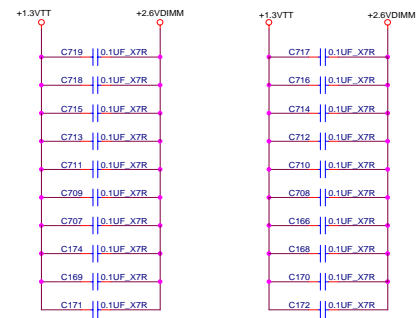 +1.3VTT +2.6VDIMM +1.3VTT +2.6VDIMM
C719 0.1UF_X7R C717 0.1UF_X7R
C718 0.1UF_X7R C716 0.1UF_X7R
C715 0.1UF_X7R C714 0.1UF_X7R
C713 0.1UF_X7R C712 0.1UF_X7R
C711 0.1UF_X7R C710 0.1UF_X7R
C709 0.1UF_X7R C708 0.1UF_X7R
C707 0.1UF_X7R C166 0.1UF_X7R
C174 0.1UF_X7R C168 0.1UF_X7R
C169 0.1UF_X7R C170 0.1UF_X7R
C171 0.1UF_X7R C172 0.1UF_X7R